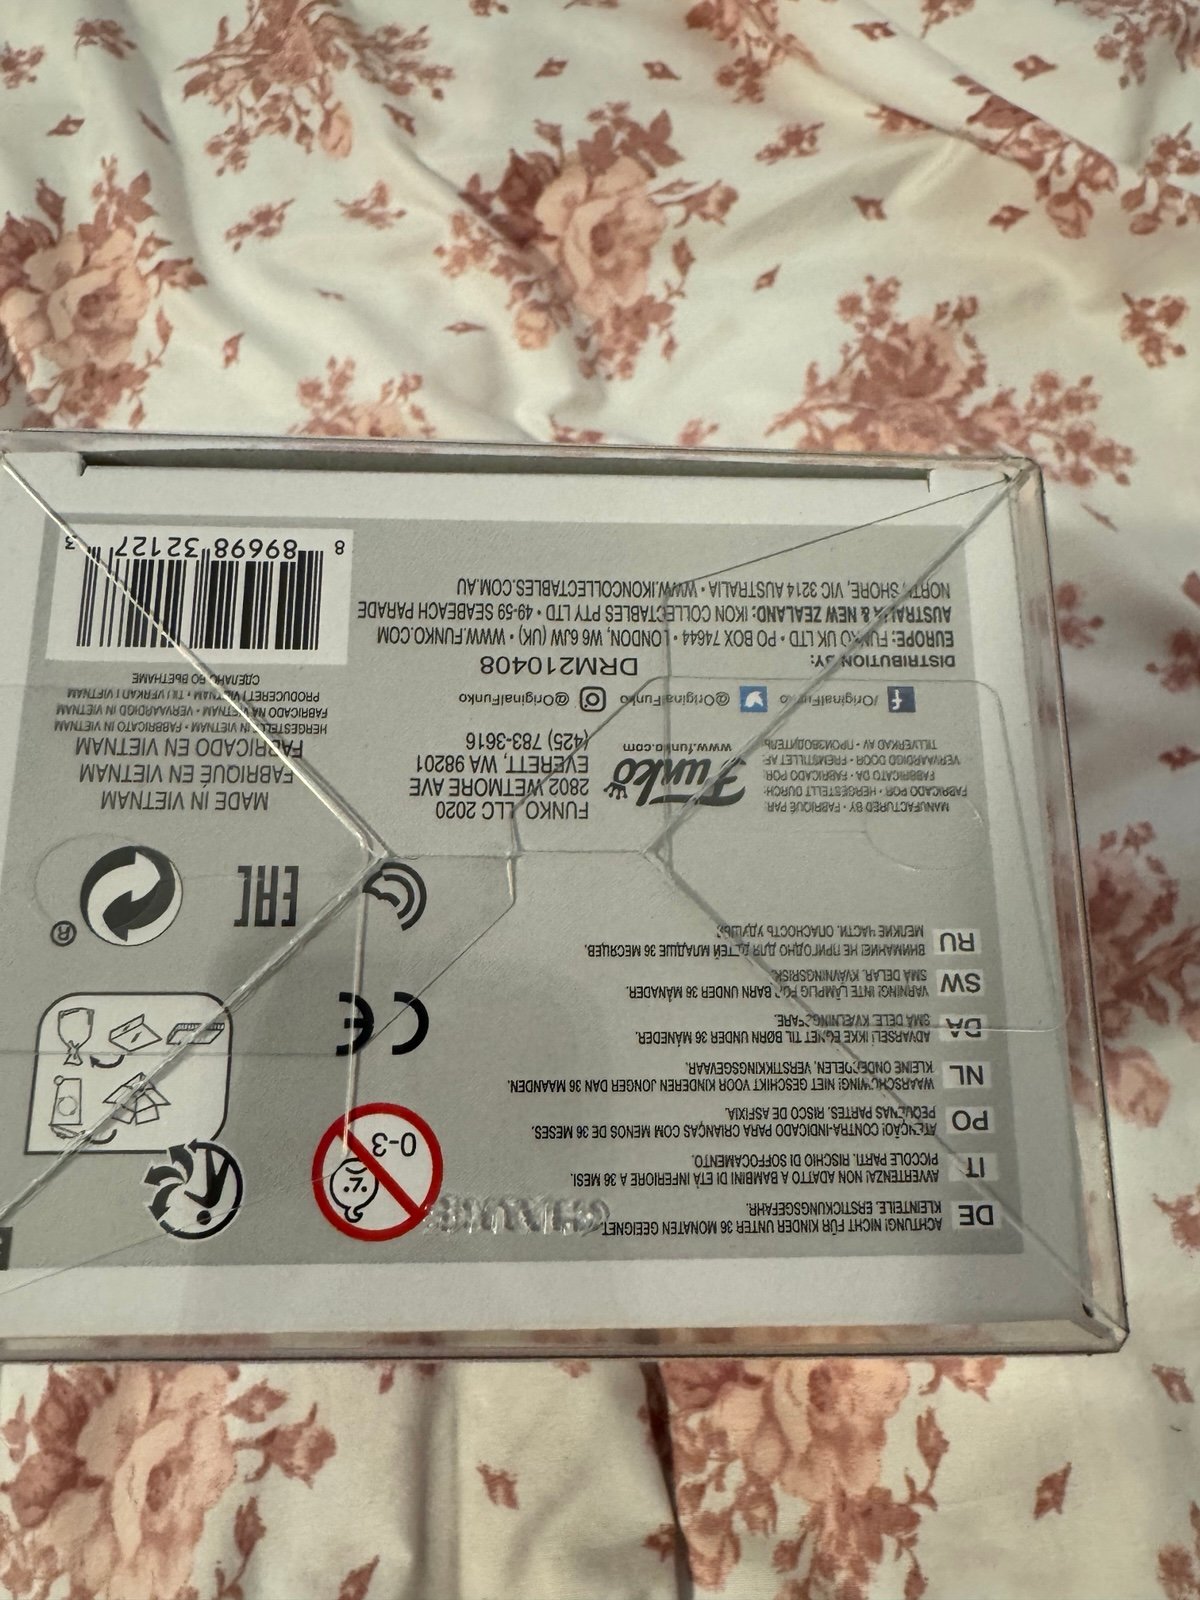 DE
ACHTUNG! NICHT FÜR KINDER UNTER 36 MONATEN GEEIGNET.
KLEINTEILE. ERSTICKUNGSGEFAHR.
IT
AVVERTENZA! NON ADATTO A BAMBINI DI ETÀ INFERIORE A 36 MESI.
PICCOLE PARTI. RISCHIO DI SOFFOCAMENTO.
PO
ATENÇÃO! CONTRA-INDICADO PARA CRIANÇAS COM MENOS DE 36 MESES.
PEQUENAS PARTES. RISCO DE ASFIXIA.
NL
WAARSCHUWING! NIET GESCHIKT VOOR KINDEREN JONGER DAN 36 MAANDEN.
KLEINE ONDERDELEN, VERSTIKKINGSGEVAAR.
DA
ADVARSEL! IKKE EGNET TIL BØRN UNDER 36 MÅNEDER.
SMÅ DELE. KVÆLNINGSFARE.
SW
VARNING! INTE LÄMPLIG FÖR BARN UNDER 36 MÅNADER.
SMÅ DELAR. KVÄVNINGSRISK.
RU
ВНИМАНИЕ! НЕ ПРИГОДНО ДЛЯ ДЕТЕЙ МЛАДШЕ 36 МЕСЯЦЕВ.
МЕЛКИЕ ЧАСТИ. ОПАСНОСТЬ УДУШЬЯ.
0-3
CE
EAC
®
MANUFACTURED BY • FABRIQUÉ PAR:
FABRICADO POR • HERGESTELLT DURCH:
FABBRICATO DA • FABRICADO POR:
VERVAARDIGD DOOR • FREMSTILLET AF:
TILLVERKAD AV • ПРОИЗВОДИТЕЛЬ:
Funko
www.funko.com
FUNKO LLC 2020
2802 WETMORE AVE
EVERETT, WA 98201
(425) 783-3616
/OriginalFunko
@OriginalFunko
@OriginalFunko
DRM210408
DISTRIBUTION BY:
EUROPE: FUNKO UK LTD • PO BOX 74644 • LONDON, W6 6JW (UK) • WWW.FUNKO.COM
AUSTRALIA & NEW ZEALAND: IKON COLLECTABLES PTY LTD • 49-59 SEABEACH PARADE
NORTH SHORE, VIC 3214 AUSTRALIA • WWW.IKONCOLLECTABLES.COM.AU
MADE IN VIETNAM
FABRIQUÉ EN VIETNAM
FABRICADO EN VIETNAM
HERGESTELLT IN VIETNAM • FABBRICATO IN VIETNAM
FABRICADO NA VIETNAM • VERVAARDIGD IN VIETNAM
PRODUCERET I VIETNAM • TILLVERKAD I VIETNAM
СДЕЛАНО ВО ВЬЕТНАМЕ
8 89698 32127 3